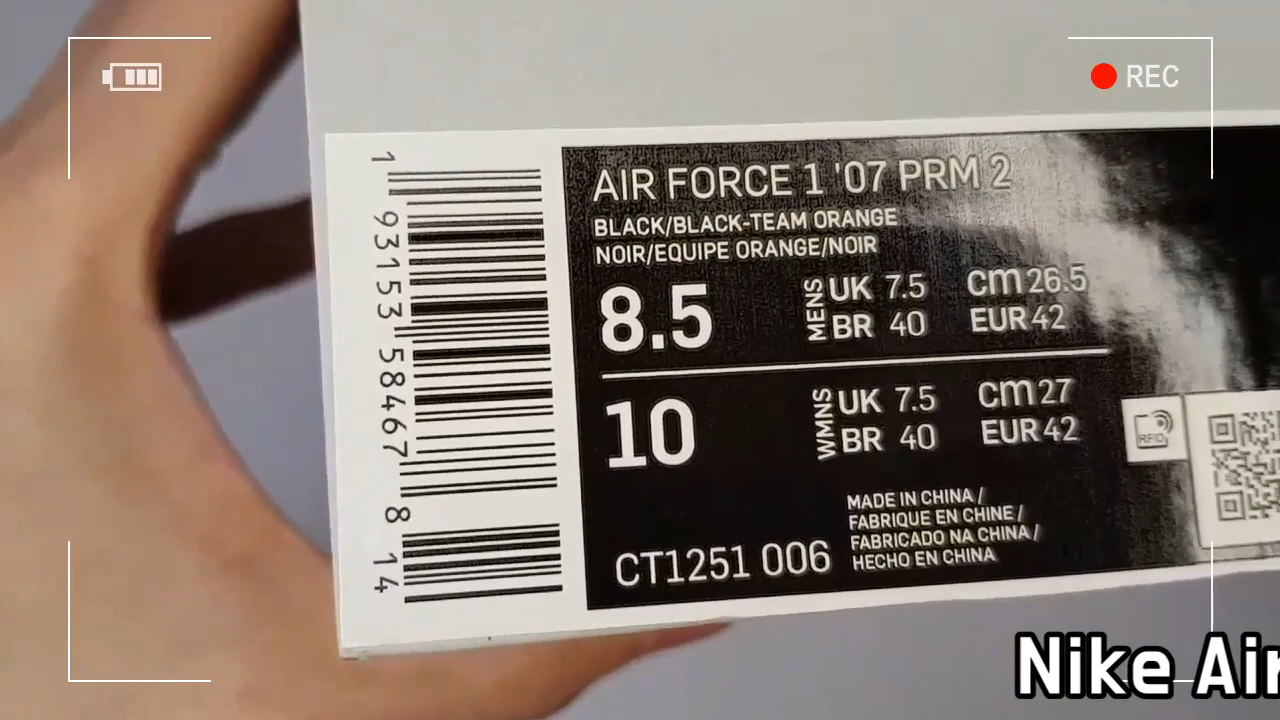 REC
1
93153
58467
8
14
AIR FORCE 1 '07 PRM 2
BLACK/BLACK-TEAM ORANGE
NOIR/EQUIPE ORANGE/NOIR
8.5
MENS
UK 7.5 cm 26.5
BR 40 EUR 42
10
WMNS
UK 7.5 cm 27
BR 40 EUR 42
RFID
MADE IN CHINA /
FABRIQUE EN CHINE /
FABRICADO NA CHINA /
HECHO EN CHINA
CT1251 006
Nike Air